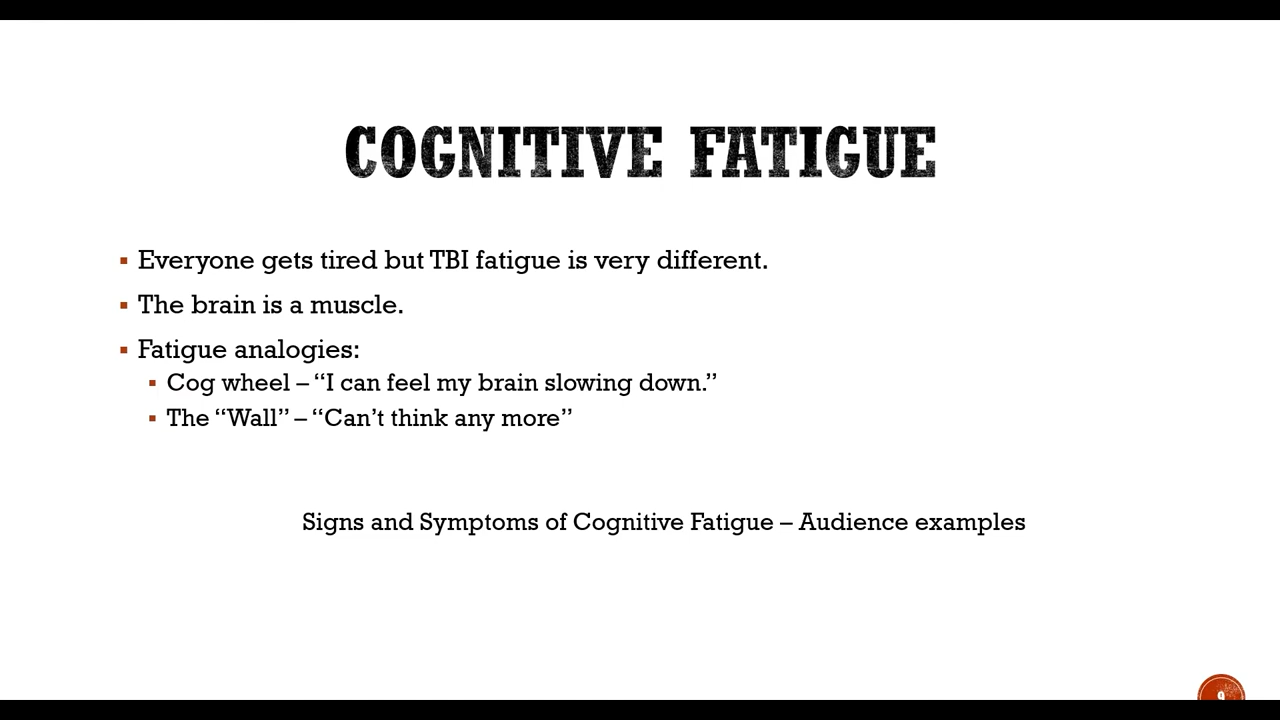 COGNITIVE FATIGUE
▪ Everyone gets tired but TBI fatigue is very different.
▪ The brain is a muscle.
▪ Fatigue analogies:
▪ Cog wheel – “I can feel my brain slowing down.”
▪ The “Wall” – “Can’t think any more”
Signs and Symptoms of Cognitive Fatigue – Audience examples
9